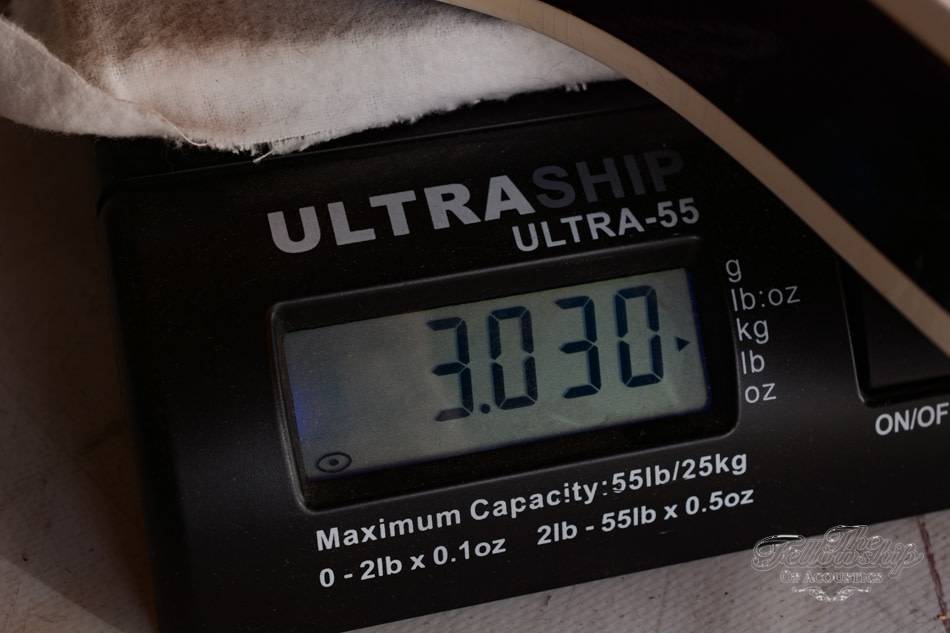 ULTRASHIP
ULTRA-55
3.030
g
lb:oz
kg
lb
oz
ON/OF
Maximum Capacity:55lb/25kg
0 - 2lb x 0.1oz 2lb - 55lb x 0.5oz
The
Fellowship
Of Acoustics